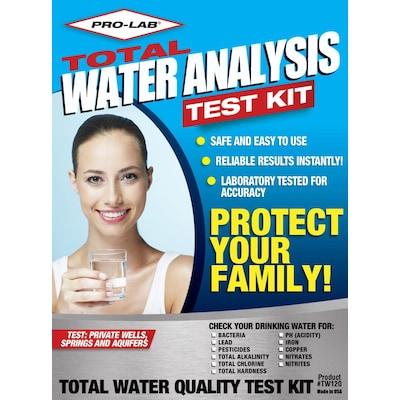 PRO-LAB®
TOTAL
WATER ANALYSIS
TEST KIT
SAFE AND EASY TO USE
RELIABLE RESULTS INSTANTLY!
LABORATORY TESTED FOR
ACCURACY
PROTECT
YOUR
FAMILY!
TEST: PRIVATE WELLS,
SPRINGS AND AQUIFERS
CHECK YOUR DRINKING WATER FOR:
BACTERIA
LEAD
PESTICIDES
TOTAL ALKALINITY
TOTAL CHLORINE
TOTAL HARDNESS
PH (ACIDITY)
IRON
COPPER
NITRATES
NITRITES
TOTAL WATER QUALITY TEST KIT
Product
#TW120
Made in USA